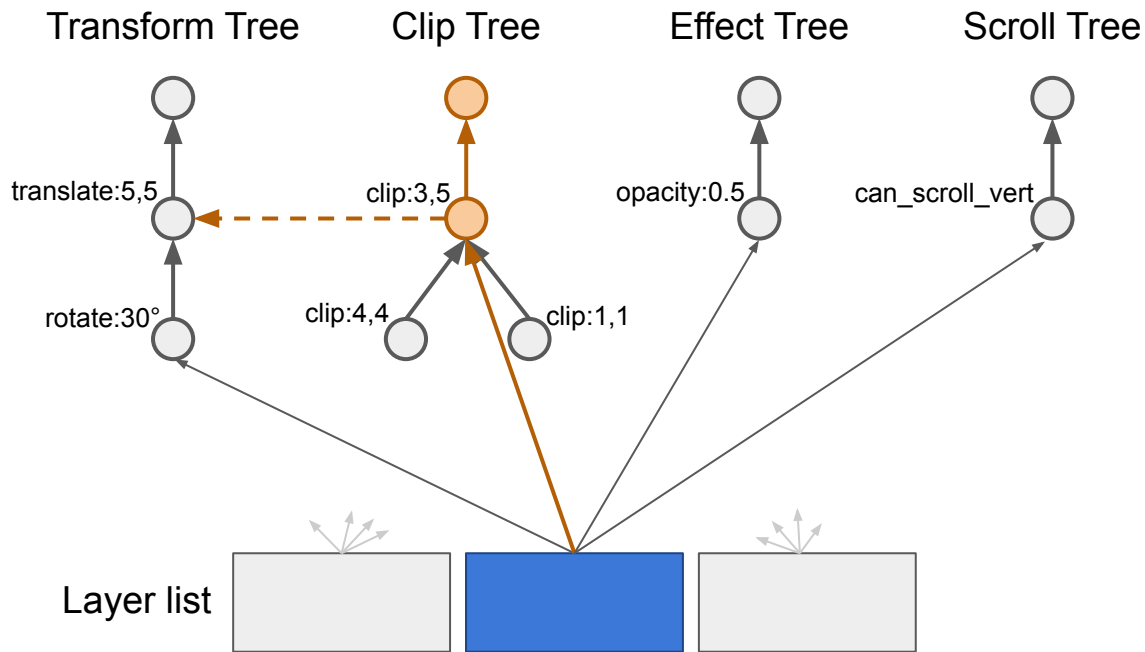 Transform Tree
Clip Tree
Effect Tree
Scroll Tree
translate:5,5
clip:3,5
opacity:0.5
can_scroll_vert
rotate:30°
clip:4,4
clip:1,1
Layer list